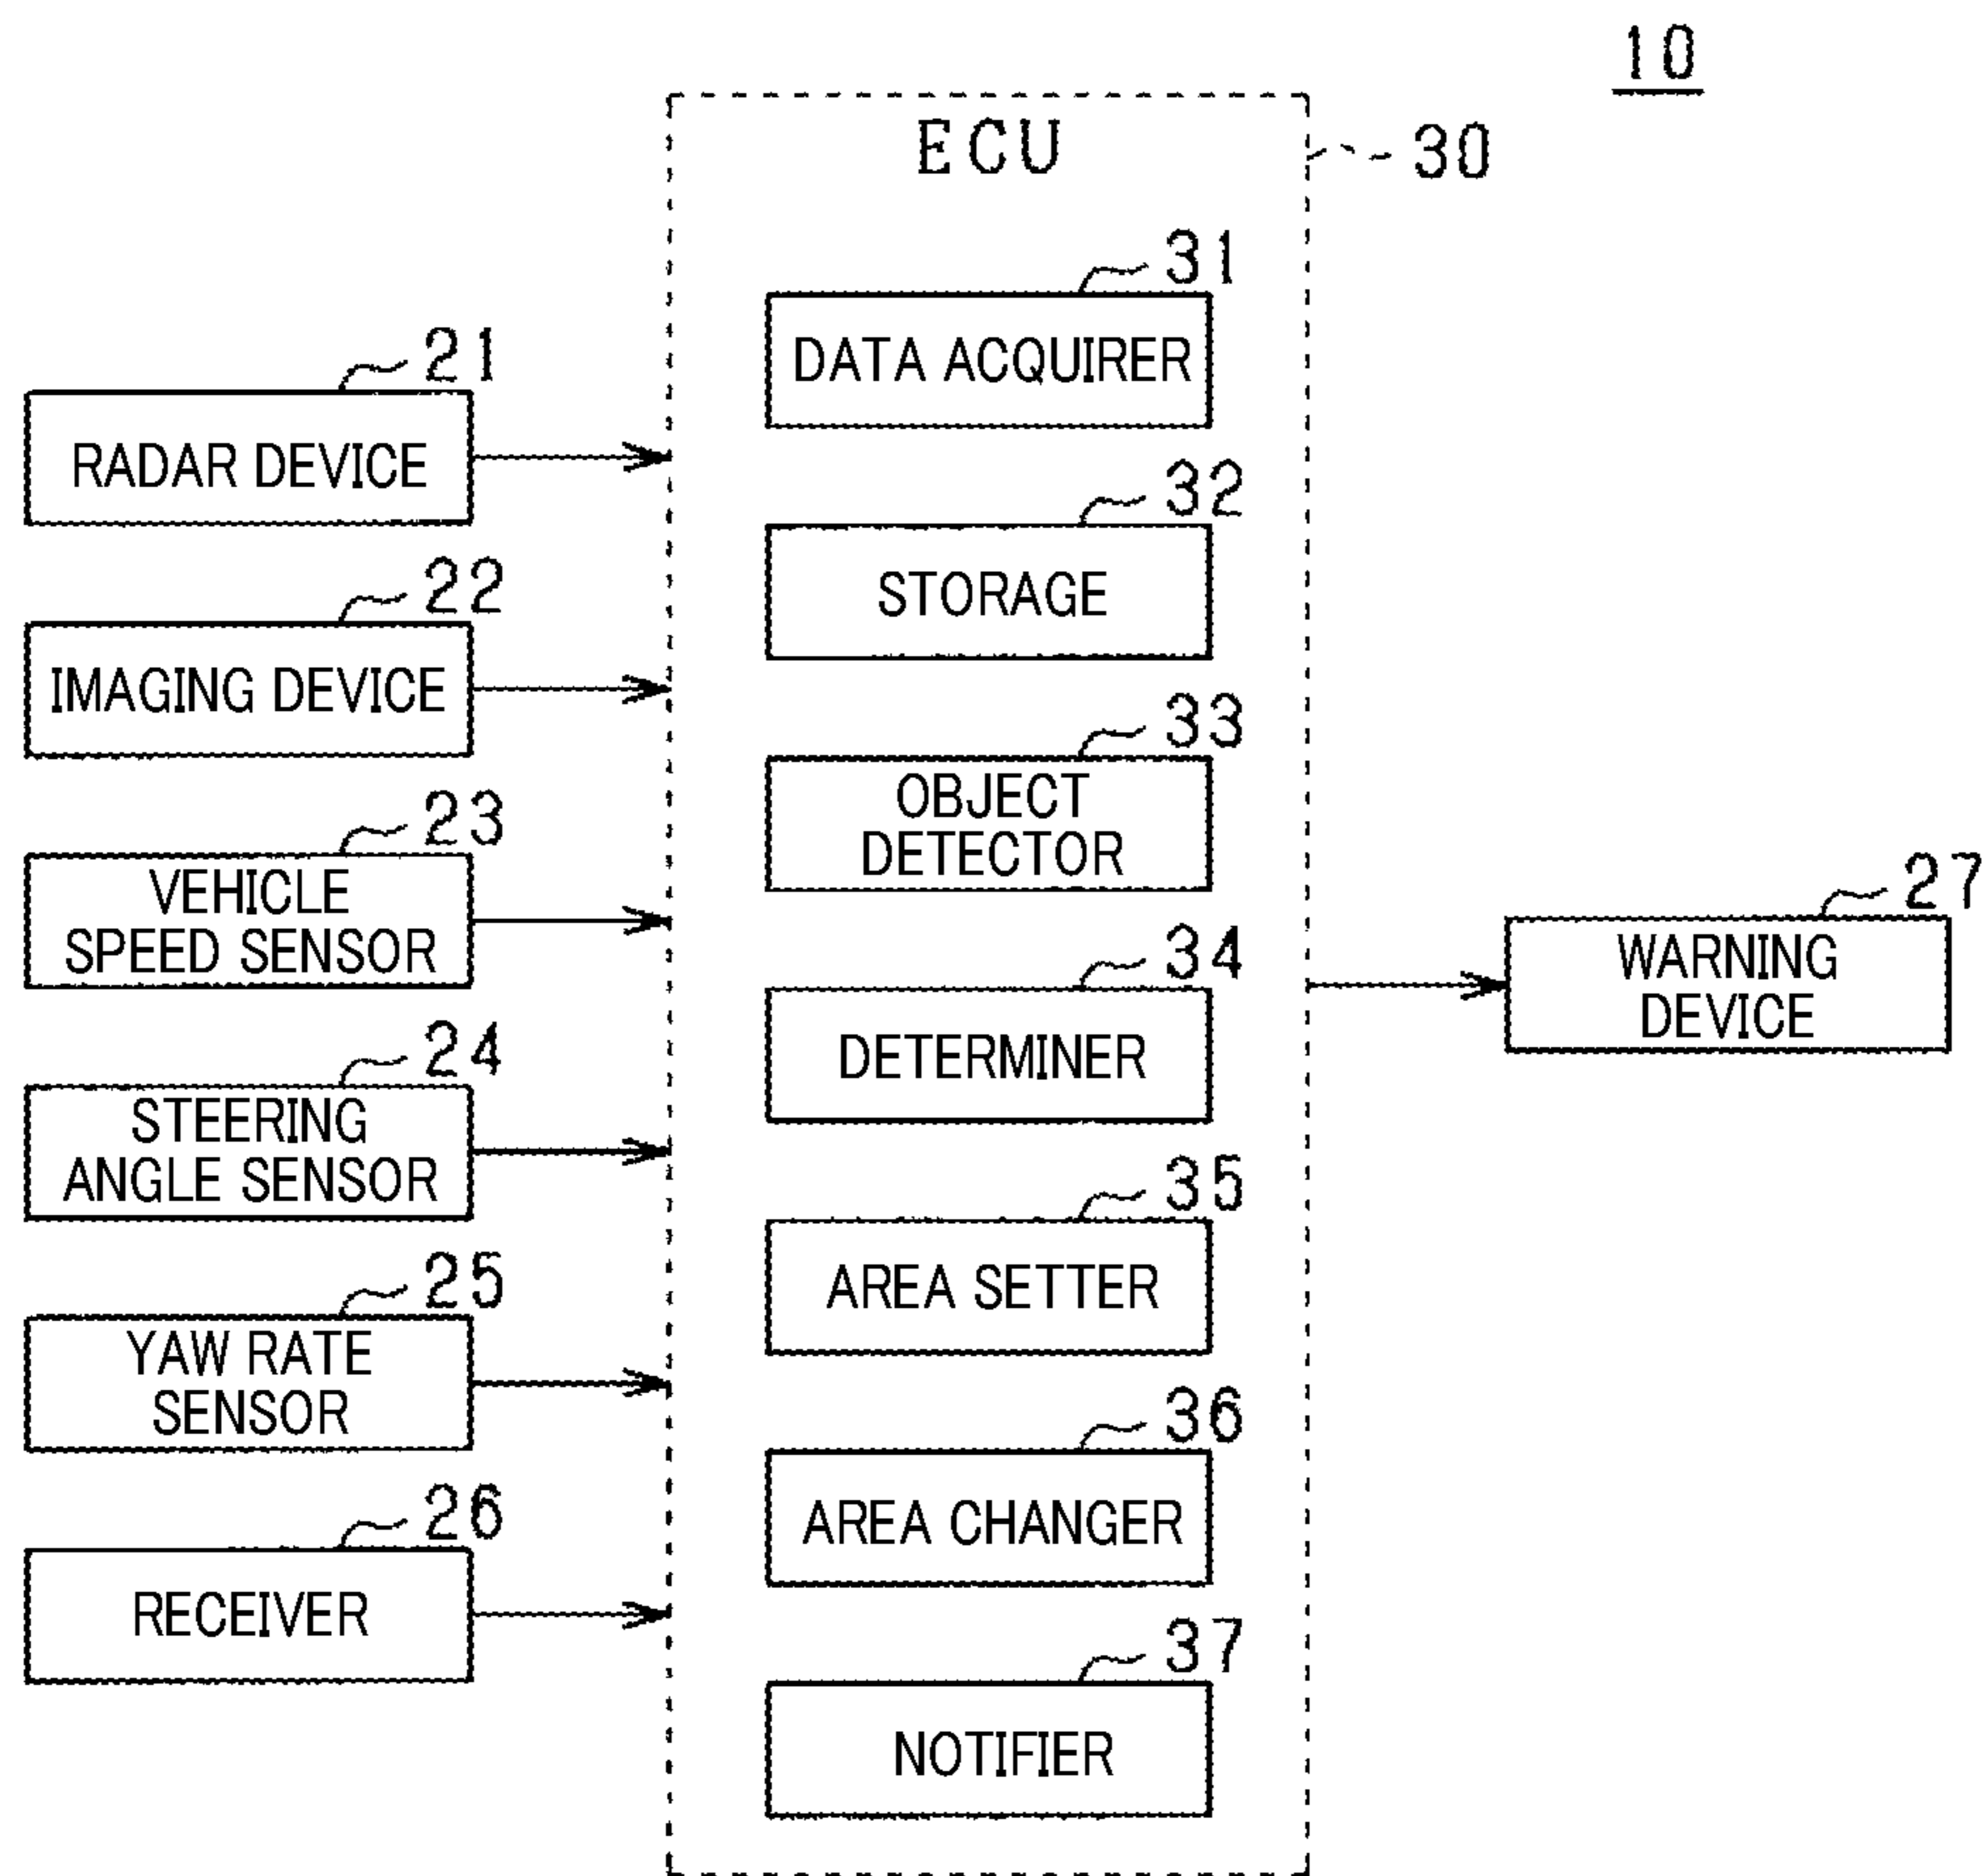 10
ECU
30
31
DATA ACQUIRER
21
RADAR DEVICE
32
STORAGE
22
IMAGING DEVICE
33
OBJECT
DETECTOR
23
VEHICLE
SPEED SENSOR
27
WARNING
DEVICE
34
DETERMINER
24
STEERING
ANGLE SENSOR
35
AREA SETTER
25
YAW RATE
SENSOR
36
AREA CHANGER
26
RECEIVER
37
NOTIFIER